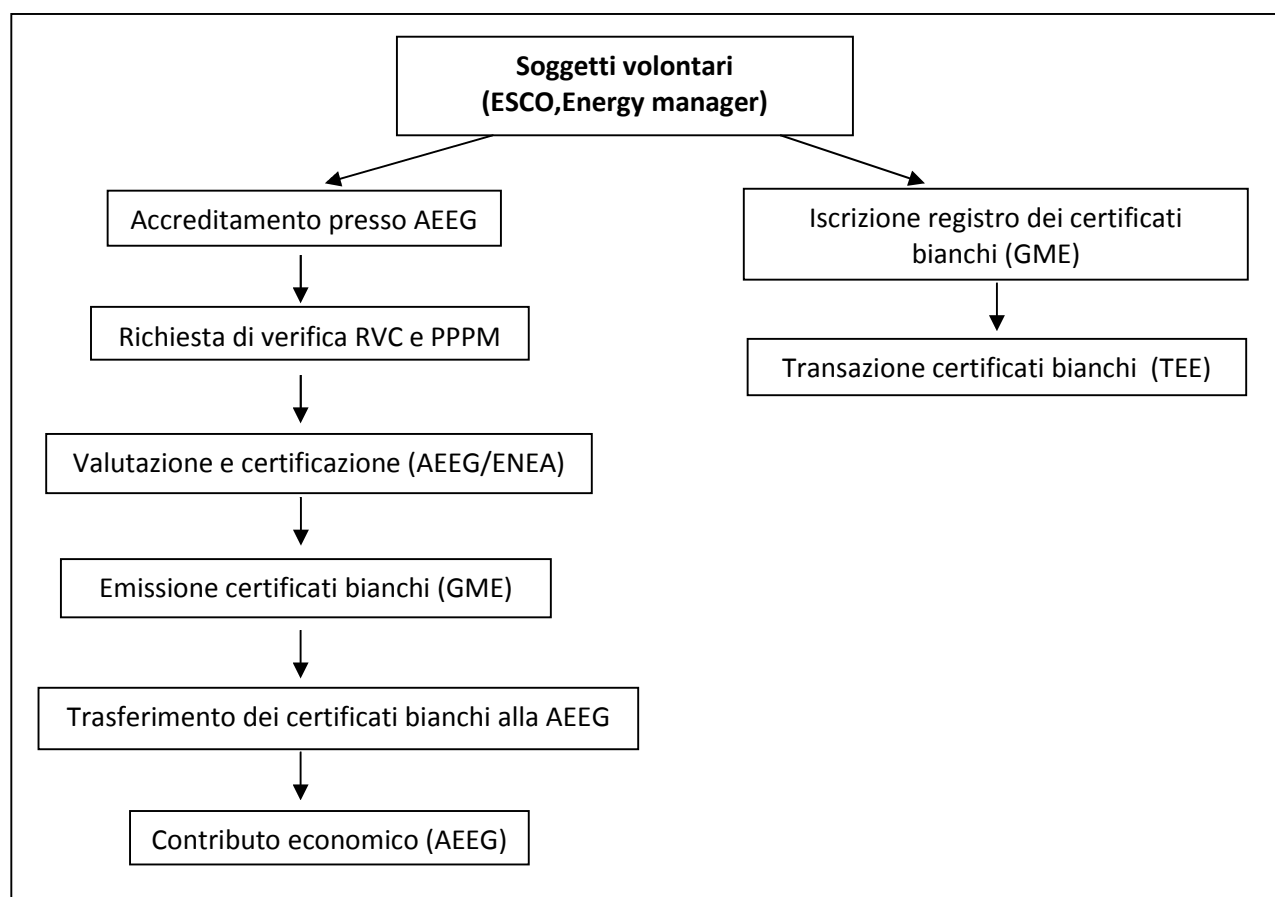 Soggetti volontari
(ESCO,Energy manager)
Accreditamento presso AEEG
Richiesta di verifica RVC e PPPM
Valutazione e certificazione (AEEG/ENEA)
Emissione certificati bianchi (GME)
Trasferimento dei certificati bianchi alla AEEG
Contributo economico (AEEG)
Iscrizione registro dei certificati
bianchi (GME)
Transazione certificati bianchi  (TEE)